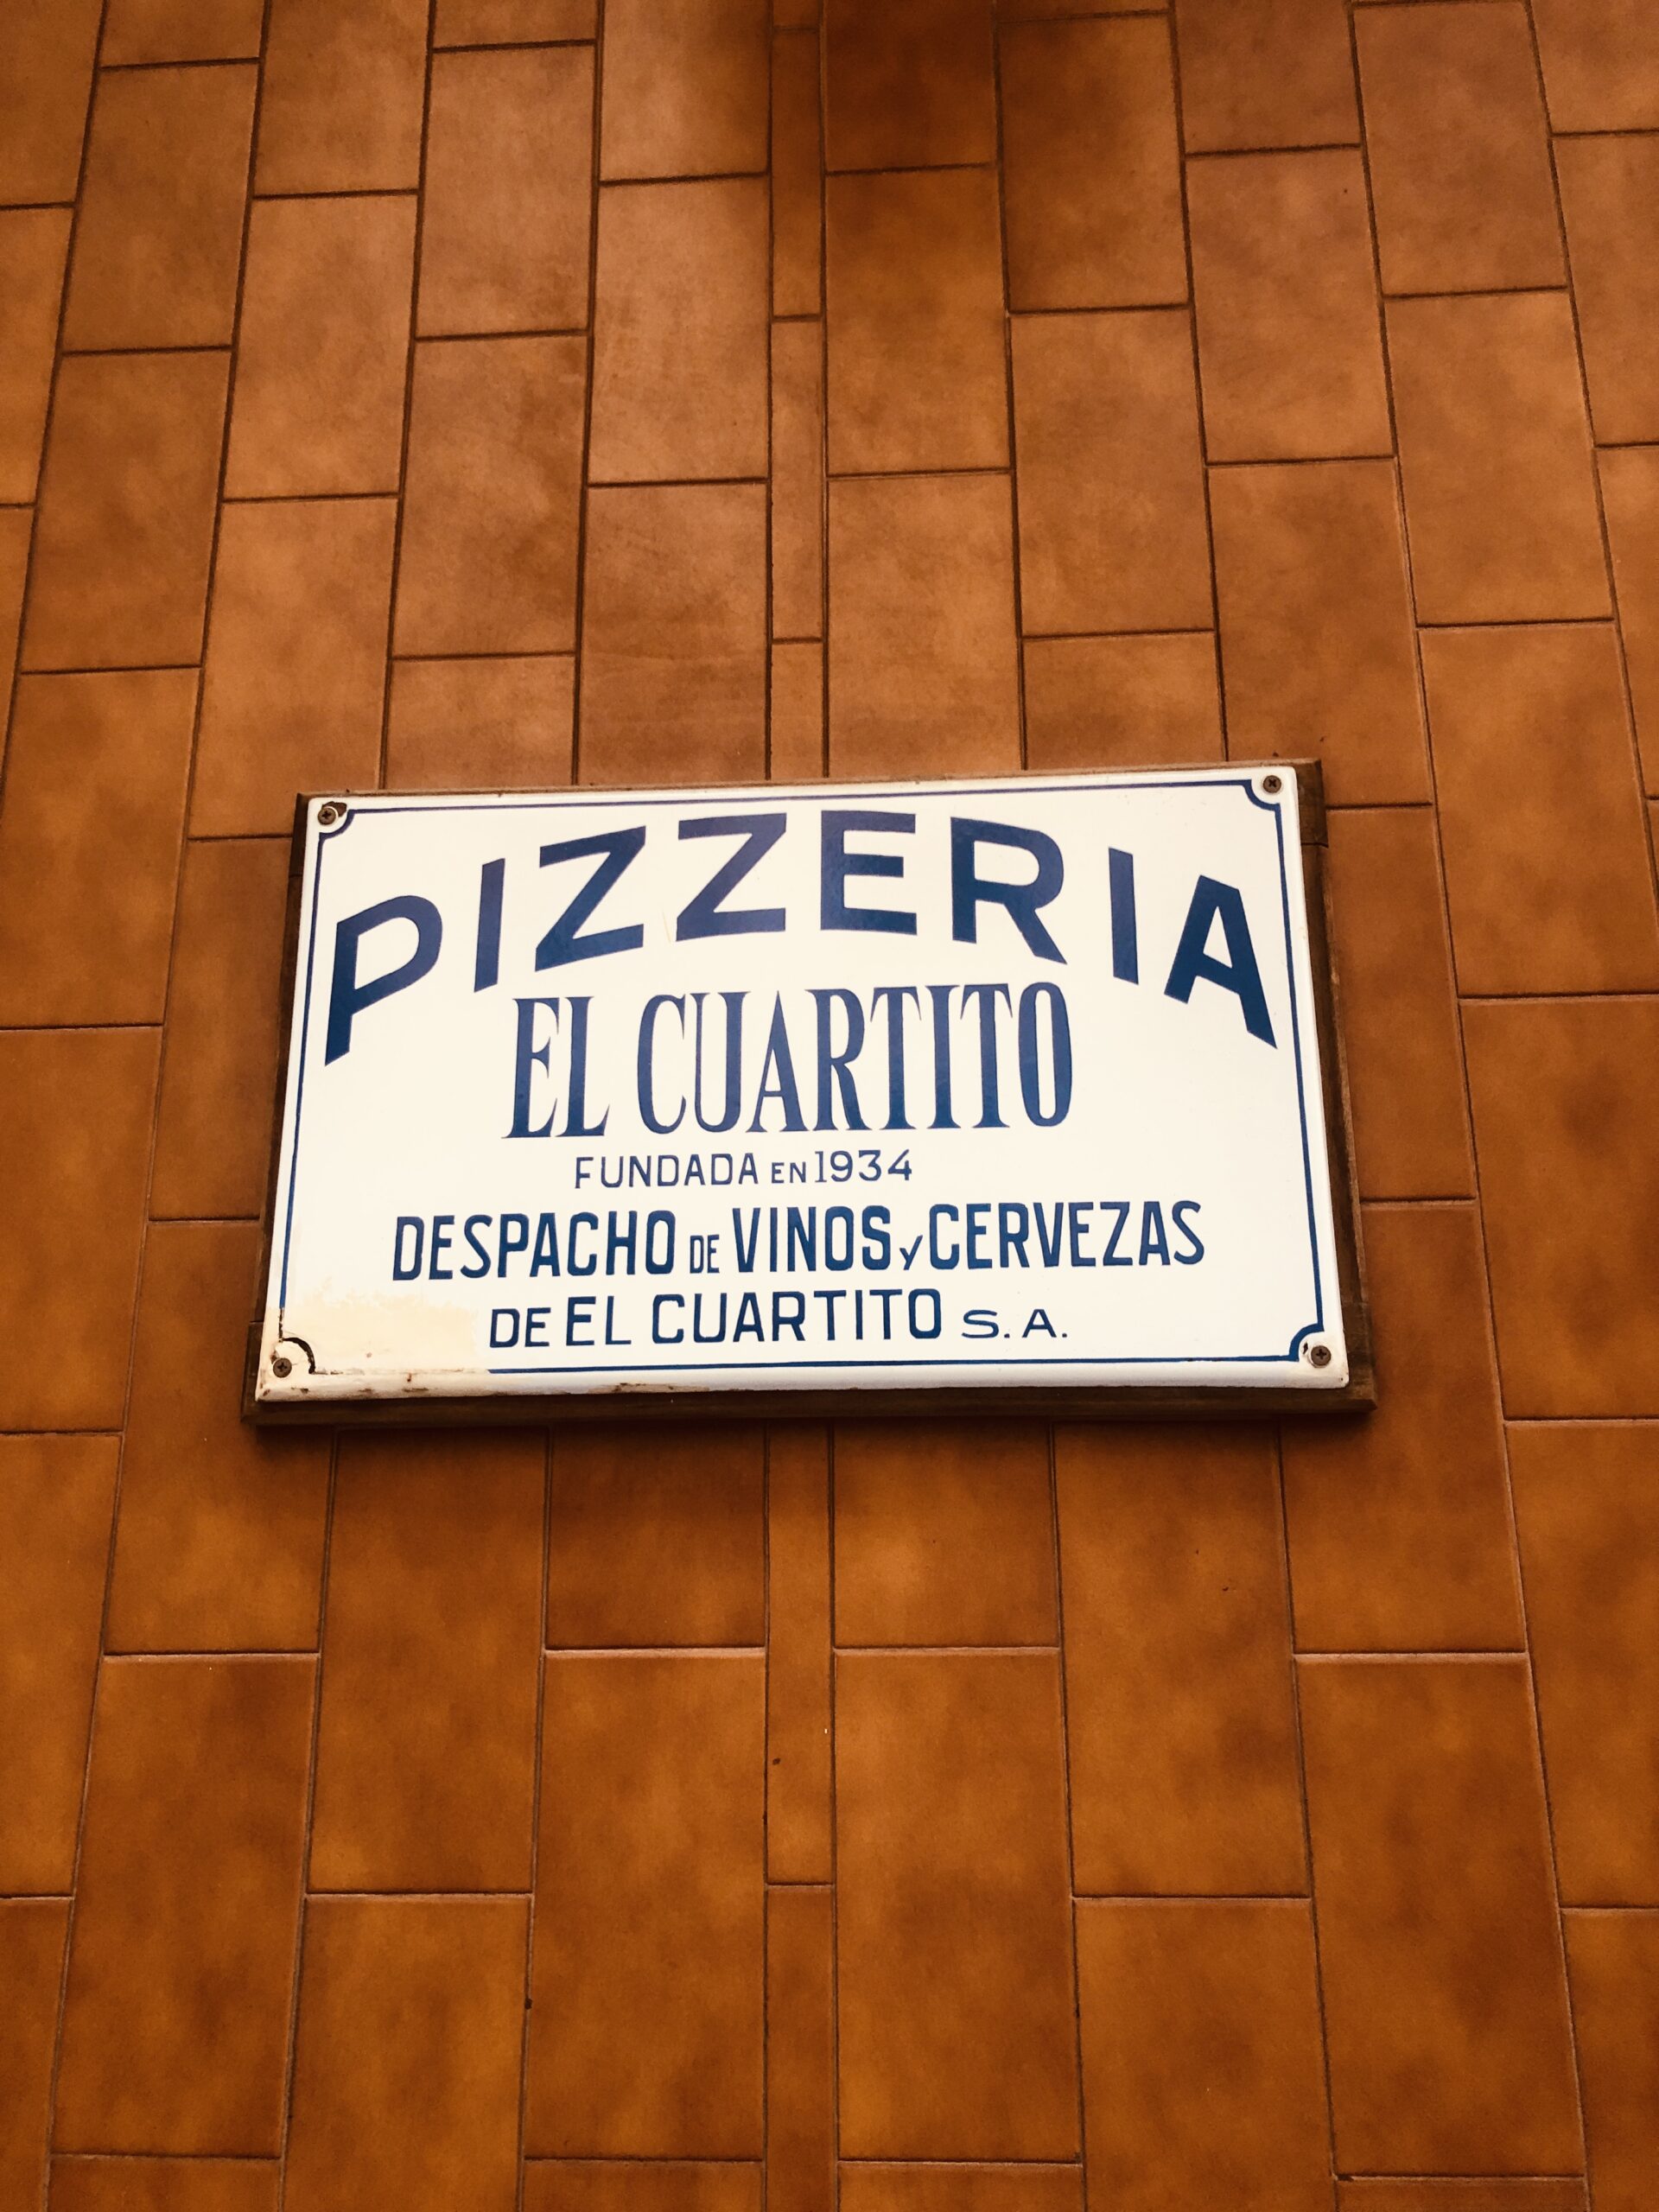 PIZZERIA
EL CUARTITO
FUNDADA EN 1934
DESPACHO DE VINOS Y CERVEZAS
DE EL CUARTITO S.A.